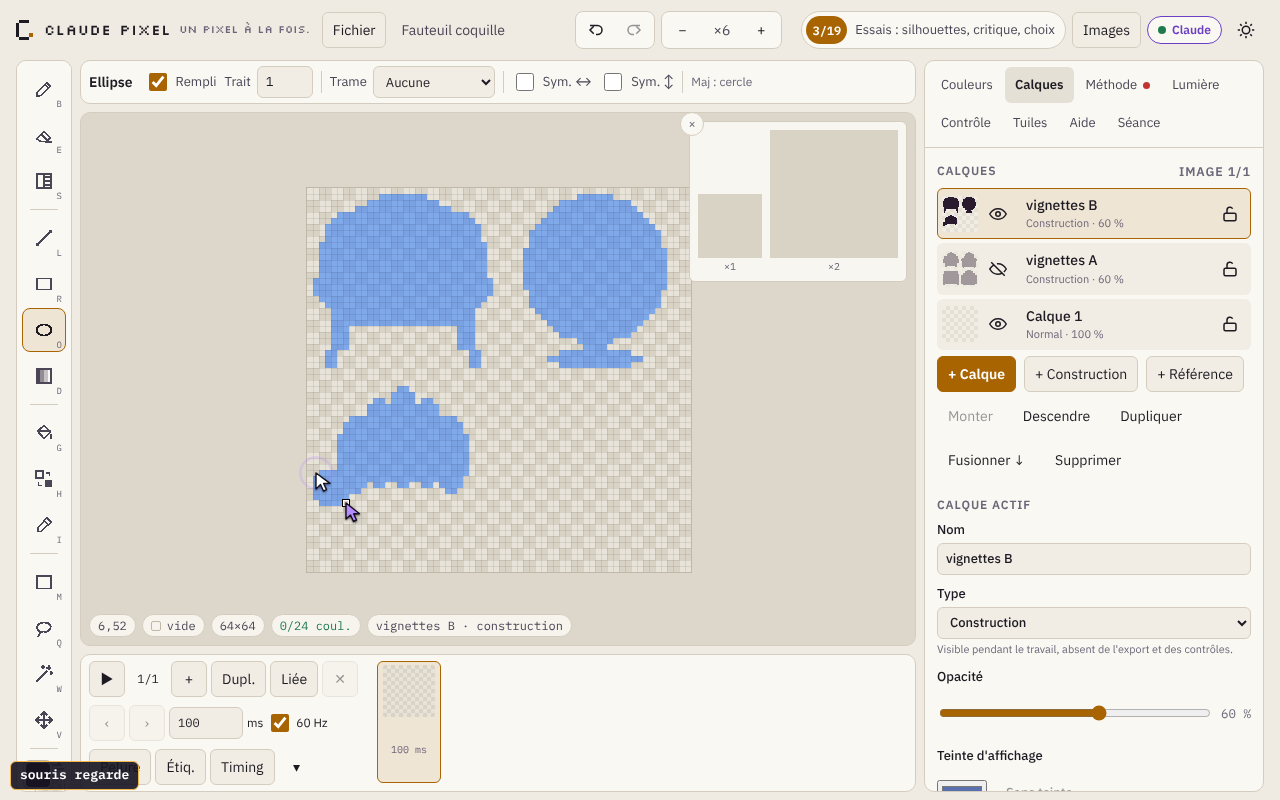 CLAUDE PIXEL UN PIXEL À LA FOIS. Fichier Fauteuil coquille − ×6 + 3/19 Essais : silhouettes, critique, choix Images Claude
Ellipse Rempli Trait 1 Trame Aucune Sym. ↔ Sym. ↕ Maj : cercle
B
E
S
L
R
O
D
G
H
I
M
Q
W
V
×
×1 ×2
6,52 vide 64×64 0/24 coul. vignettes B · construction
1/1 + Dupl. Liée ×
‹ › 100 ms 60 Hz
Étiq. Timing ▼
100 ms
souris regarde
Couleurs Calques Méthode Lumière
Contrôle Tuiles Aide Séance
CALQUES IMAGE 1/1
vignettes B
Construction · 60 %
vignettes A
Construction · 60 %
Calque 1
Normal · 100 %
+ Calque + Construction + Référence
Monter Descendre Dupliquer
Fusionner ↓ Supprimer
CALQUE ACTIF
Nom
vignettes B
Type
Construction
Visible pendant le travail, absent de l'export et des contrôles.
Opacité
60 %
Teinte d'affichage
Sans teinte